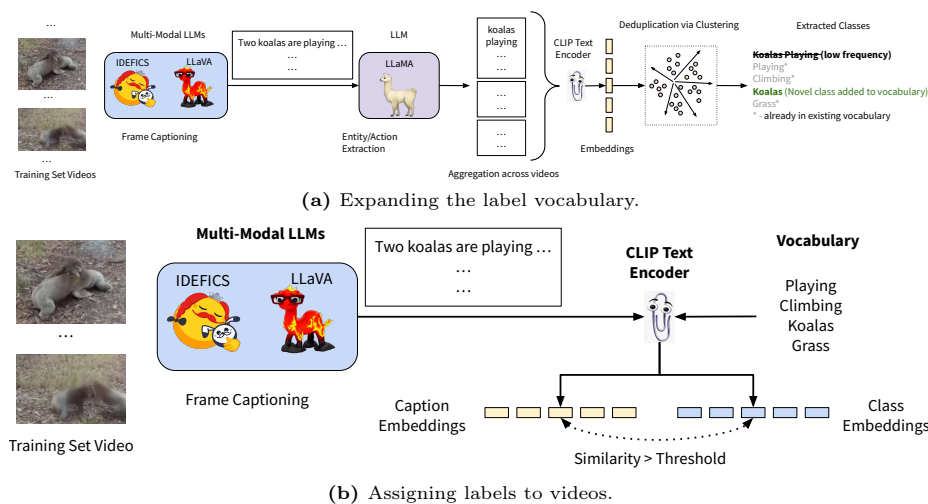 ...
Multi-Modal LLMs
IDEFICS
LLaVA
Frame Captioning
...
...
Training Set Videos
Two koalas are playing ...
...
...
LLM
LLaMA
Entity/Action
Extraction
koalas
playing
...
...
...
...
...
Aggregation across videos
CLIP Text
Encoder
Embeddings
Deduplication via Clustering
Extracted Classes
Koalas Playing (low frequency)
Playing*
Climbing*
Koalas (Novel class added to vocabulary)
Grass*
* - already in existing vocabulary
(a) Expanding the label vocabulary.
Multi-Modal LLMs
IDEFICS
LLaVA
Frame Captioning
...
Training Set Video
Two koalas are playing ...
...
...
CLIP Text
Encoder
Vocabulary
Playing
Climbing
Koalas
Grass
Caption
Embeddings
Class
Embeddings
Similarity > Threshold
(b) Assigning labels to videos.